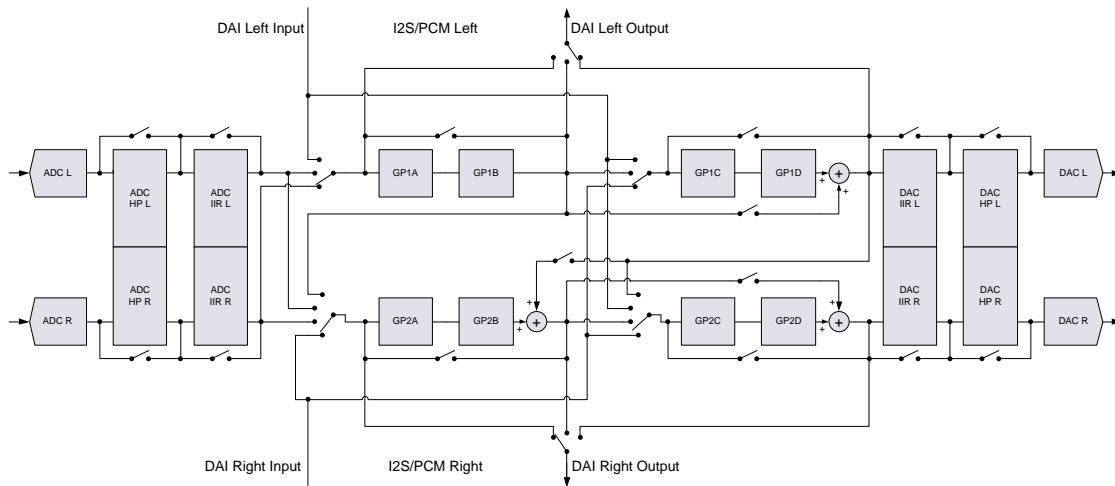 DAI Left Input
I2S/PCM Left
DAI Left Output
ADC L
ADC
HP L
ADC
IIR L
GP1A
GP1B
GP1C
GP1D
+
+
+
DAC
IIR L
DAC
HP L
DAC L
ADC R
ADC
HP R
ADC
IIR R
GP2A
GP2B
+
+
+
GP2C
GP2D
+
+
+
DAC
IIR R
DAC
HP R
DAC R
DAI Right Input
I2S/PCM Right
DAI Right Output